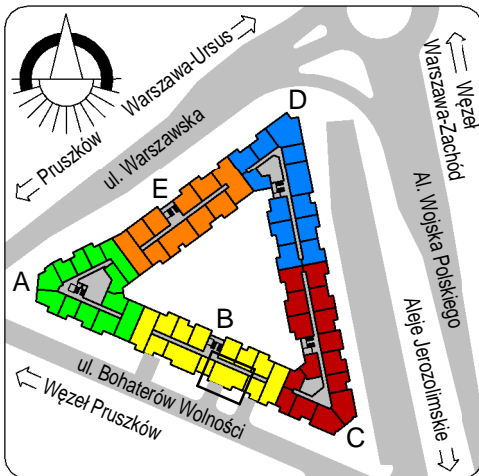 Warszawa-Ursus
Pruszków
ul. Warszawska
Węzeł
Warszawa-Zachód
Al. Wojska Polskiego
Aleje Jerozolimskie
D
E
A
B
C
ul. Bohaterów Wolności
Węzeł Pruszków